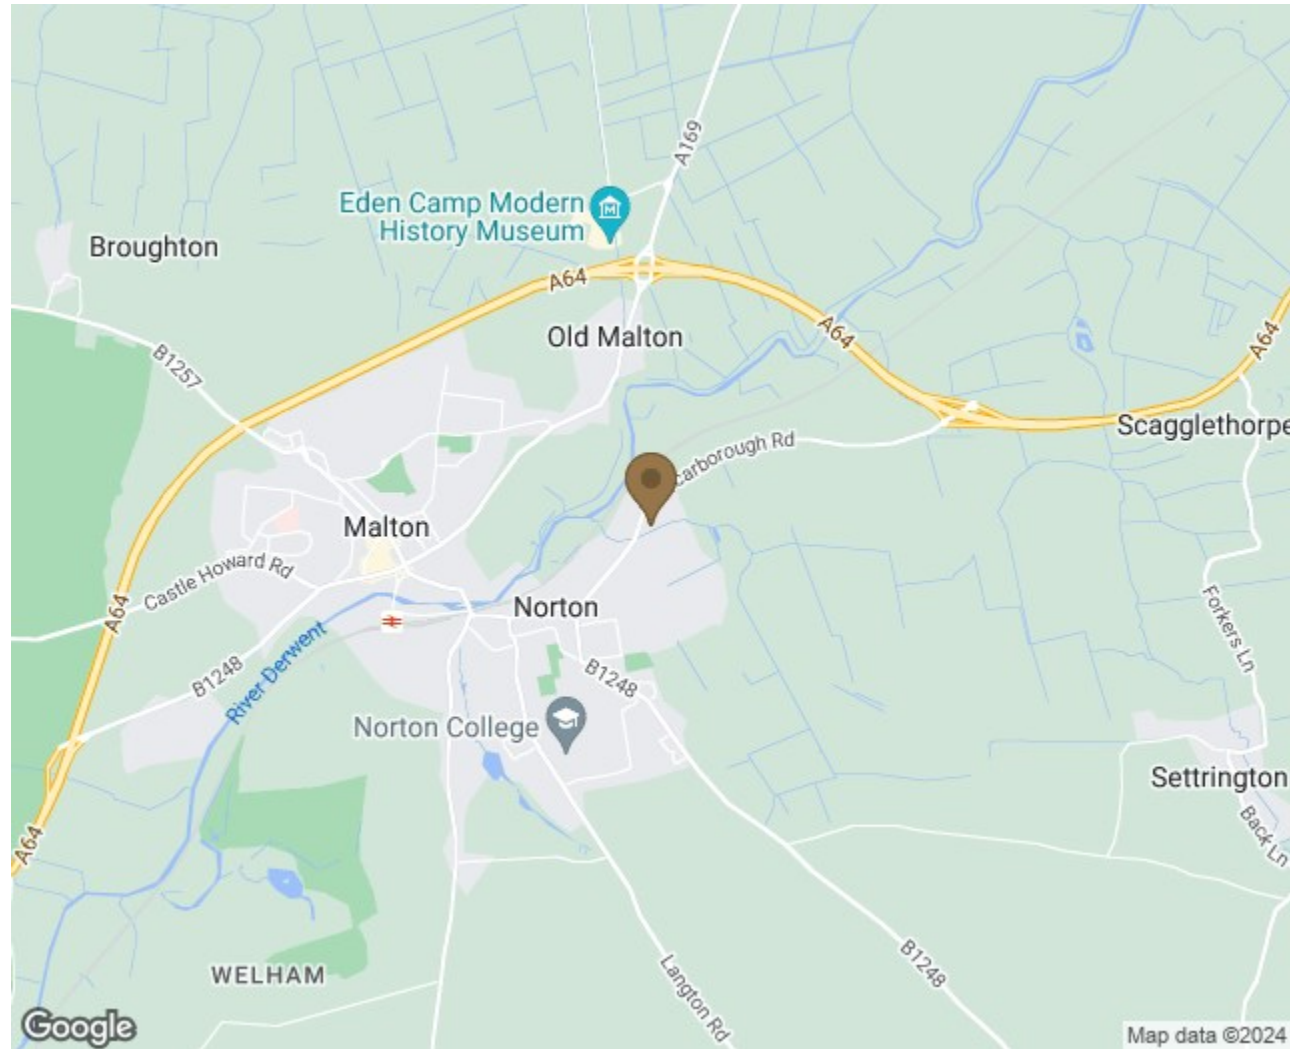 A169
Eden Camp Modern
History Museum
Broughton
A64
Old Malton
A64
A64
B1257
Scagglethorpe
carborough Rd
Malton
Castle Howard Rd
A64
Norton
Forkers Ln
River Derwent
B1248
B1248
Norton College
Settrington
Back Ln
A64
B1248
WELHAM
Langton Rd
Google
Map data ©2024